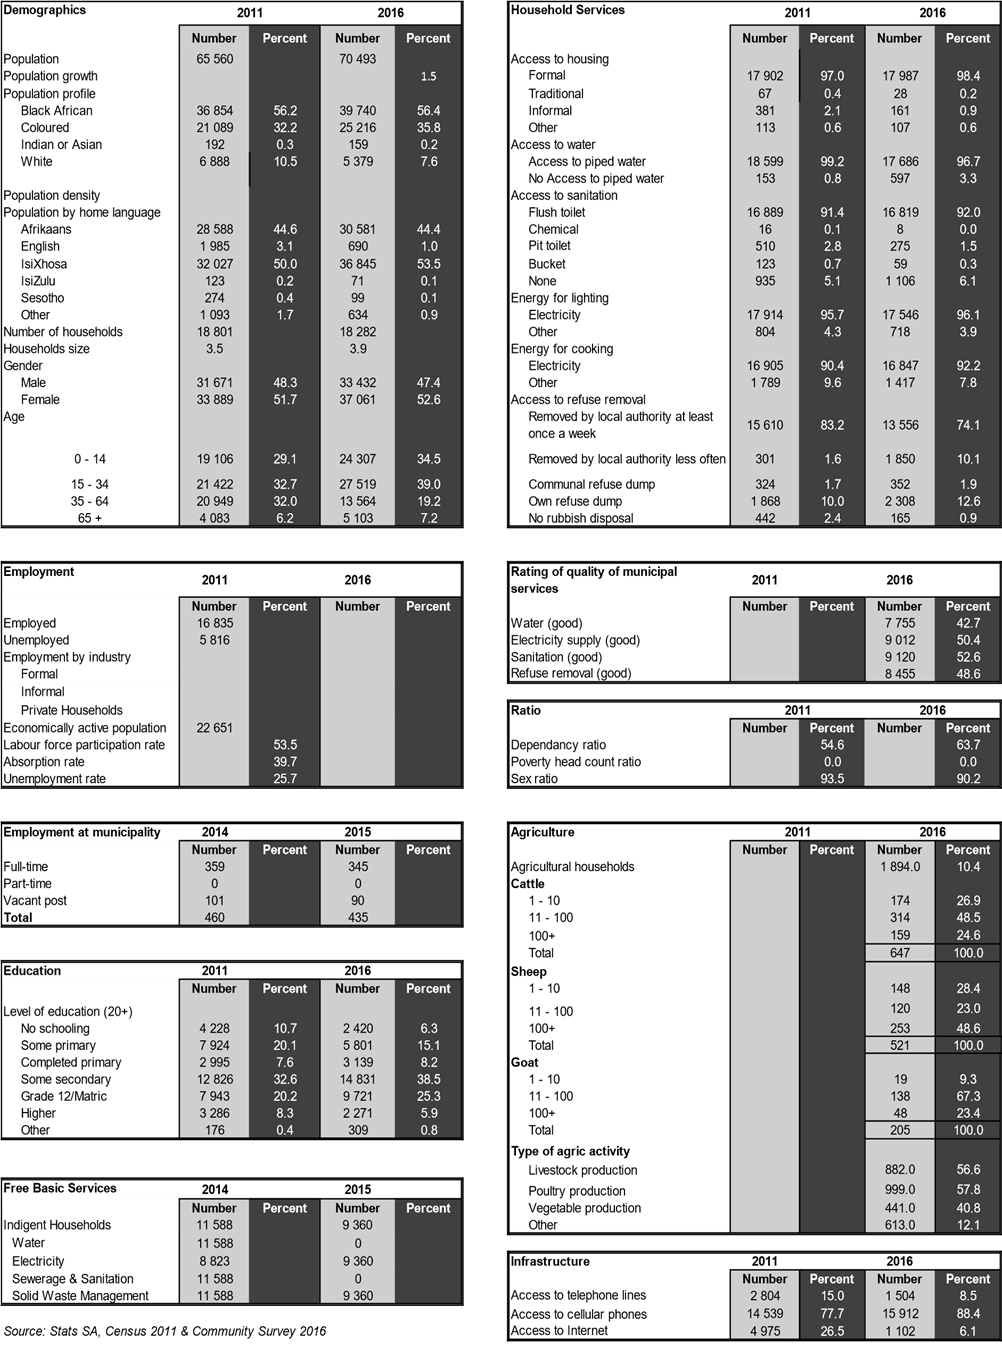 Demographics 2011 2016
Number Percent Number Percent
Population 65 560 70 493
Population growth 1.5
Population profile
Black African 36 854 56.2 39 740 56.4
Coloured 21 089 32.2 25 216 35.8
Indian or Asian 192 0.3 159 0.2
White 6 888 10.5 5 379 7.6
Population density
Population by home language
Afrikaans 28 588 44.6 30 581 44.4
English 1 985 3.1 690 1.0
IsiXhosa 32 027 50.0 36 845 53.5
IsiZulu 123 0.2 71 0.1
Sesotho 274 0.4 99 0.1
Other 1 093 1.7 634 0.9
Number of households 18 801 18 282
Households size 3.5 3.9
Gender
Male 31 671 48.3 33 432 47.4
Female 33 889 51.7 37 061 52.6
Age
0 - 14 19 106 29.1 24 307 34.5
15 - 34 21 422 32.7 27 519 39.0
35 - 64 20 949 32.0 13 564 19.2
65 + 4 083 6.2 5 103 7.2
Employment 2011 2016
Number Percent Number Percent
Employed 16 835
Unemployed 5 816
Employment by industry
Formal
Informal
Private Households
Economically active population 22 651
Labour force participation rate 53.5
Absorption rate 39.7
Unemployment rate 25.7
Employment at municipality 2014 2015
Number Percent Number Percent
Full-time 359 345
Part-time 0 0
Vacant post 101 90
Total 460 435
Education 2011 2016
Number Percent Number Percent
Level of education (20+)
No schooling 4 228 10.7 2 420 6.3
Some primary 7 924 20.1 5 801 15.1
Completed primary 2 995 7.6 3 139 8.2
Some secondary 12 826 32.6 14 831 38.5
Grade 12/Matric 7 943 20.2 9 721 25.3
Higher 3 286 8.3 2 271 5.9
Other 176 0.4 309 0.8
Free Basic Services 2014 2015
Number Percent Number Percent
Indigent Households 11 588 9 360
Water 11 588 0
Electricity 8 823 9 360
Sewerage & Sanitation 11 588 0
Solid Waste Management 11 588 9 360
Source: Stats SA, Census 2011 & Community Survey 2016
Household Services 2011 2016
Number Percent Number Percent
Access to housing
Formal 17 902 97.0 17 987 98.4
Traditional 67 0.4 28 0.2
Informal 381 2.1 161 0.9
Other 113 0.6 107 0.6
Access to water
Access to piped water 18 599 99.2 17 686 96.7
No Access to piped water 153 0.8 597 3.3
Access to sanitation
Flush toilet 16 889 91.4 16 819 92.0
Chemical 16 0.1 8 0.0
Pit toilet 510 2.8 275 1.5
Bucket 123 0.7 59 0.3
None 935 5.1 1 106 6.1
Energy for lighting
Electricity 17 914 95.7 17 546 96.1
Other 804 4.3 718 3.9
Energy for cooking
Electricity 16 905 90.4 16 847 92.2
Other 1 789 9.6 1 417 7.8
Access to refuse removal
Removed by local authority at least
once a week 15 610 83.2 13 556 74.1
Removed by local authority less often 301 1.6 1 850 10.1
Communal refuse dump 324 1.7 352 1.9
Own refuse dump 1 868 10.0 2 308 12.6
No rubbish disposal 442 2.4 165 0.9
Rating of quality of municipal
services 2011 2016
Number Percent Number Percent
Water (good) 7 755 42.7
Electricity supply (good) 9 012 50.4
Sanitation (good) 9 120 52.6
Refuse removal (good) 8 455 48.6
Ratio 2011 2016
Number Percent Number Percent
Dependancy ratio 54.6 63.7
Poverty head count ratio 0.0 0.0
Sex ratio 93.5 90.2
Agriculture 2011 2016
Number Percent Number Percent
Agricultural households 1 894.0 10.4
Cattle
1 - 10 174 26.9
11 - 100 314 48.5
100+ 159 24.6
Total 647 100.0
Sheep
1 - 10 148 28.4
11 - 100 120 23.0
100+ 253 48.6
Total 521 100.0
Goat
1 - 10 19 9.3
11 - 100 138 67.3
100+ 48 23.4
Total 205 100.0
Type of agric activity
Livestock production 882.0 56.6
Poultry production 999.0 57.8
Vegetable production 441.0 40.8
Other 613.0 12.1
Infrastructure 2011 2016
Number Percent Number Percent
Access to telephone lines 2 804 15.0 1 504 8.5
Access to cellular phones 14 539 77.7 15 912 88.4
Access to Internet 4 975 26.5 1 102 6.1